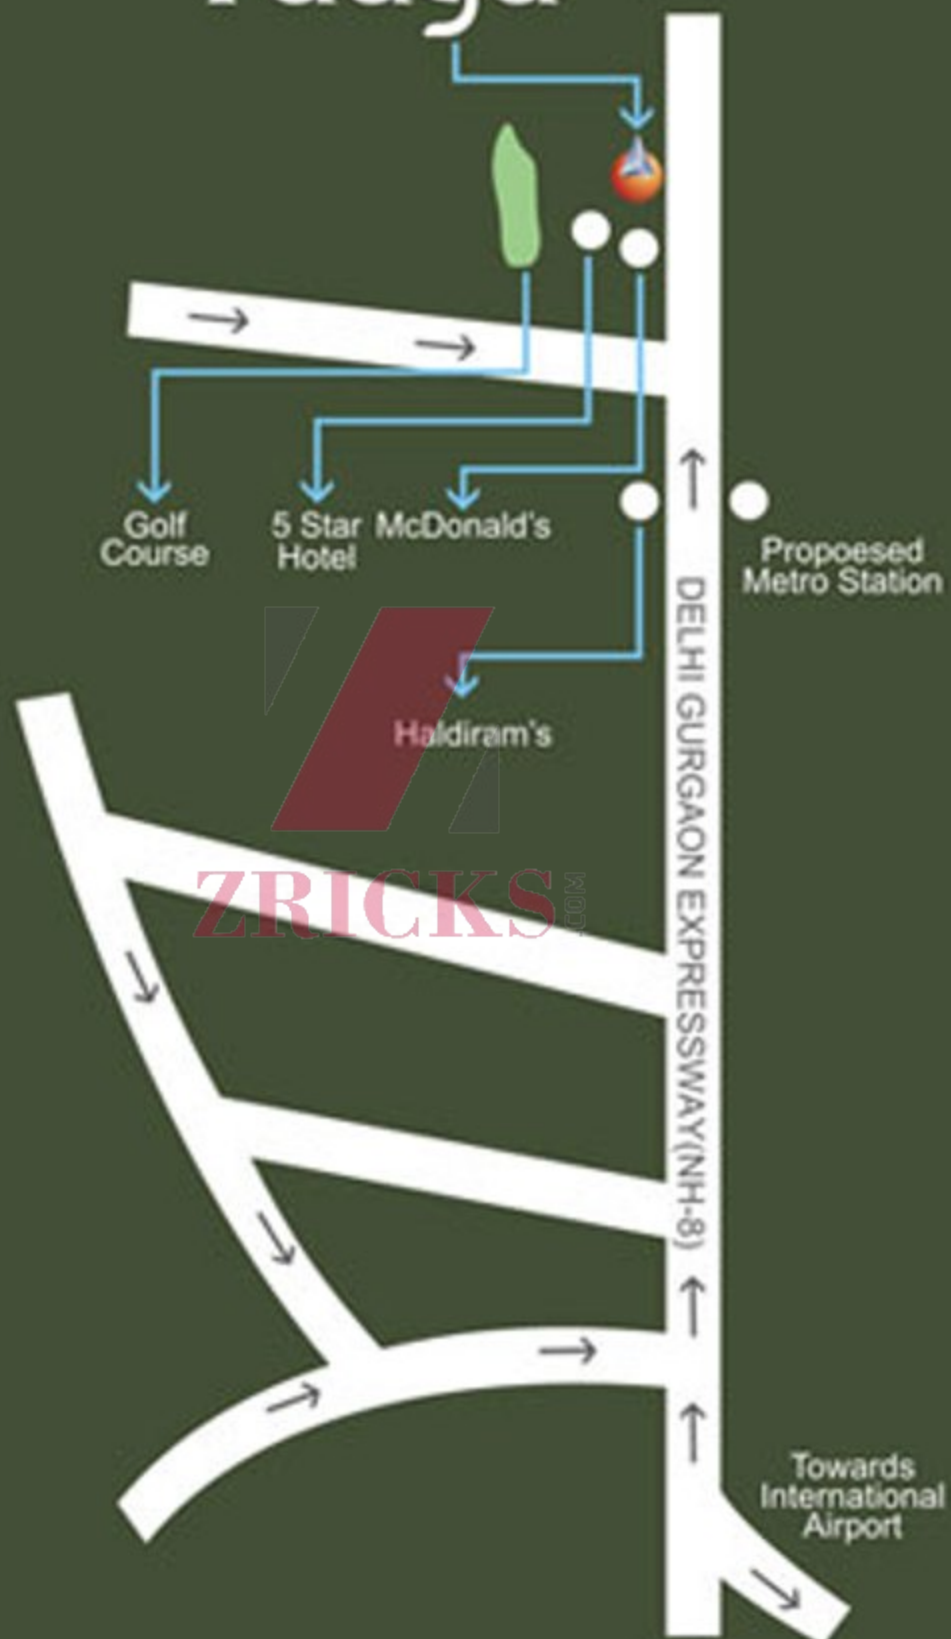 Golf
Course
5 Star
Hotel
McDonald's
Propoesed
Metro Station
Haldiram's
DELHI GURGAON EXPRESSWAY(NH-8)
ZRICKS
.COM
Towards
International
Airport